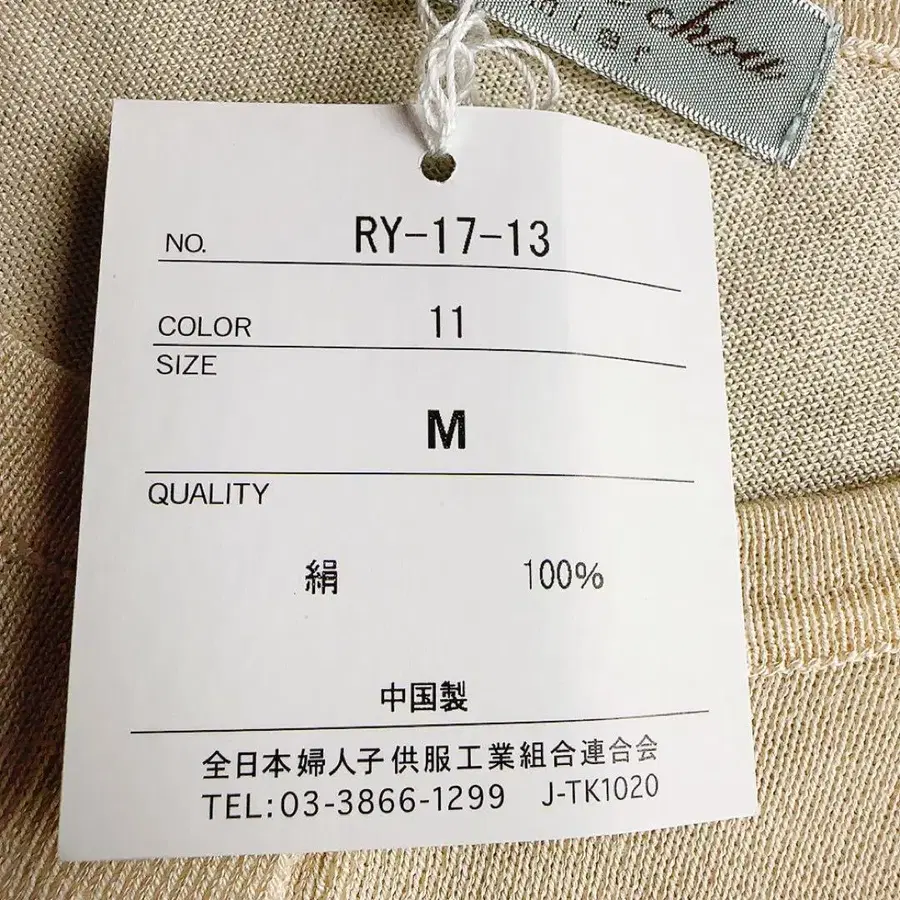 chou
NO. RY-17-13
COLOR 11
SIZE
M
QUALITY
絹 100%
中国製
全日本婦人子供服工業組合連合会
TEL:03-3866-1299 J-TK1020